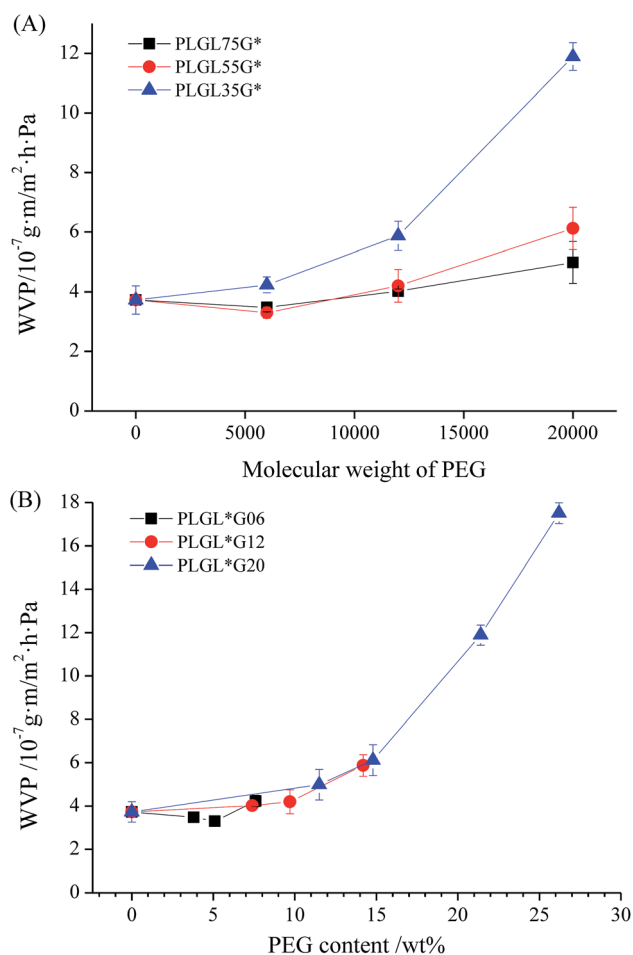 (A)
PLGL75G*
PLGL55G*
PLGL35G*
12
10
8
6
4
2
0
WVP/10⁻⁷g·m/m²·h·Pa
0 5000 10000 15000 20000
Molecular weight of PEG
(B)
PLGL*G06
PLGL*G12
PLGL*G20
18
16
14
12
10
8
6
4
2
0
WVP /10⁻⁷g·m/m²·h·Pa
0 5 10 15 20 25 30
PEG content /wt%